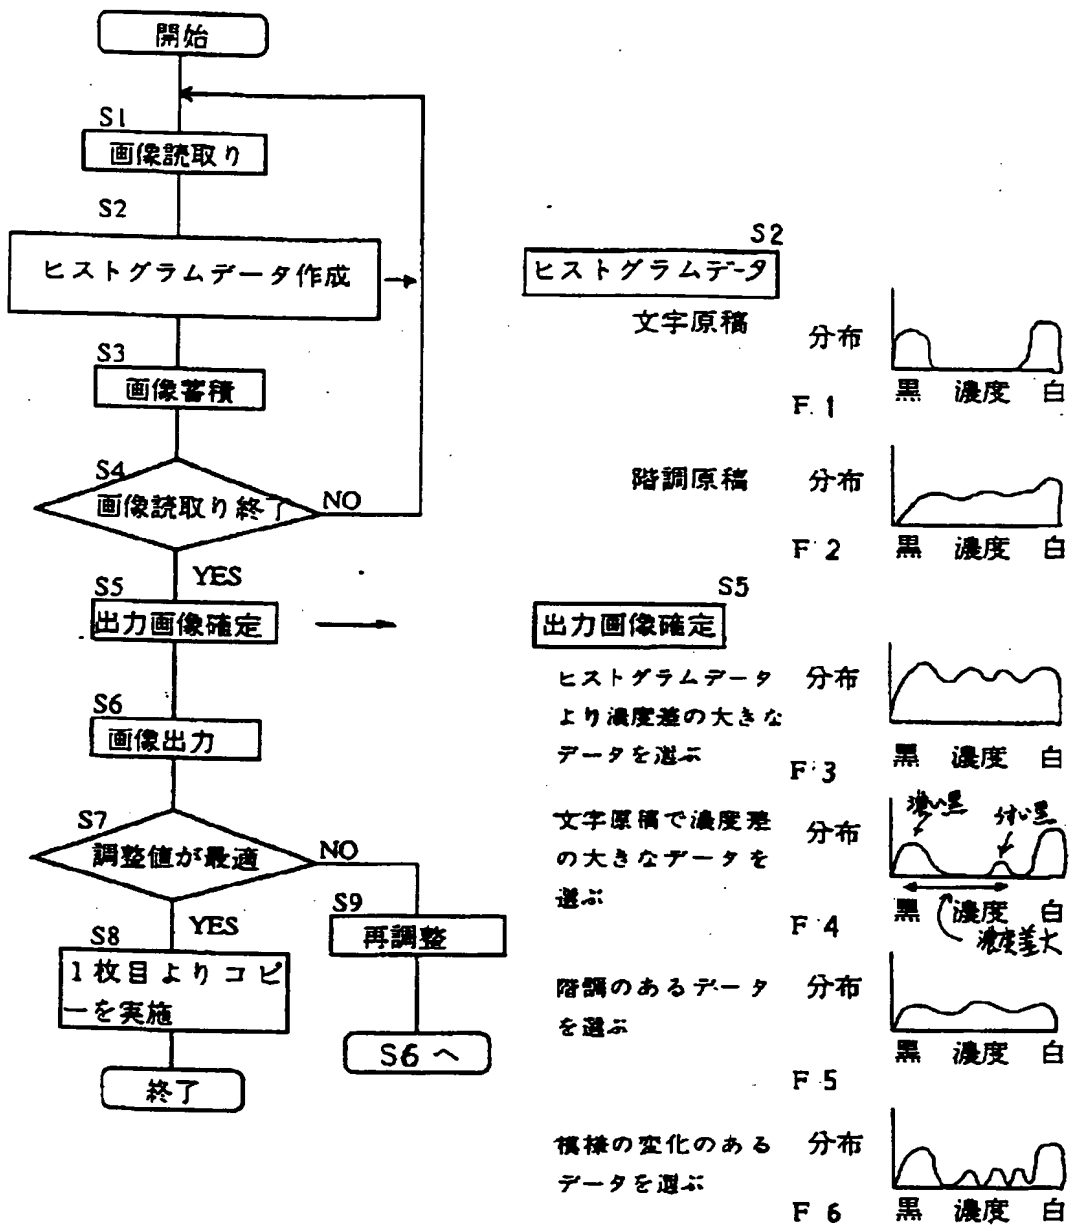 開始
S1
画像読取り
S2
ヒストグラムデータ作成
S3
画像蓄積
S4
画像読取り終了
NO
YES
S5
出力画像確定
S6
画像出力
S7
調整値が最適
NO
YES
S8
1枚目よりコピ
ーを実施
終了
S9
再調整
S6へ
S2
ヒストグラムデータ
文字原稿
分布
黒 濃度 白
F 1
階調原稿
分布
黒 濃度 白
F 2
S5
出力画像確定
ヒストグラムデータ
より濃度差の大きな
データを選ぶ
分布
黒 濃度 白
F 3
文字原稿で濃度差
の大きなデータを
選ぶ
分布
濃い黒
うすい黒
黒 濃度 白
濃度差大
F 4
階調のあるデータ
を選ぶ
分布
黒 濃度 白
F 5
模様の変化のある
データを選ぶ
分布
黒 濃度 白
F 6